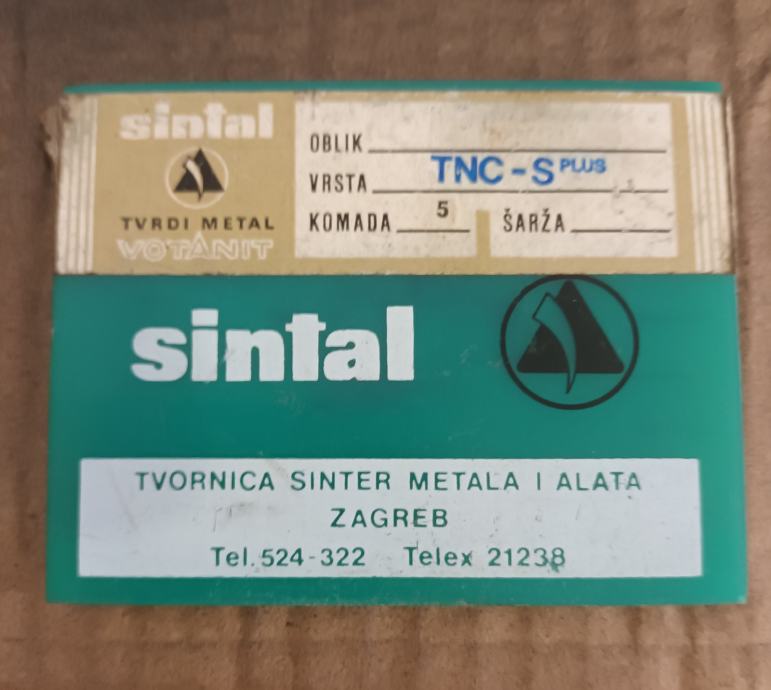 sintal
TVRDI METAL
VOTANIT
OBLIK
VRSTA TNC-S PLUS
KOMADA 5 ŠARŽA
sintal
TVORNICA SINTER METALA I ALATA
ZAGREB
Tel. 524-322 Telex 21238